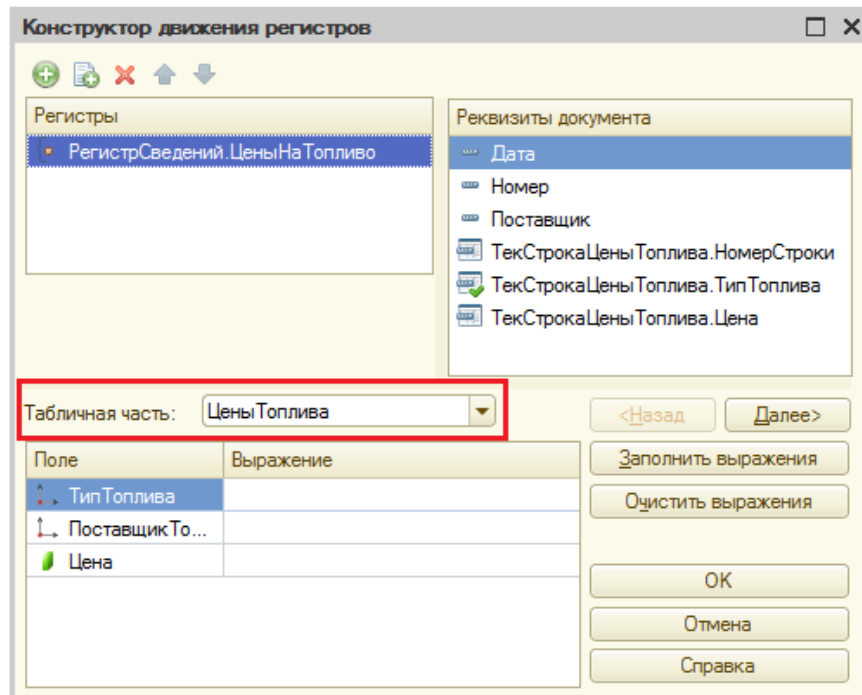 Конструктор движения регистров
Регистры
РегистрСведений.ЦеныНаТопливо
Реквизиты документа
Дата
Номер
Поставщик
ТекСтрокаЦеныТоплива.НомерСтроки
ТекСтрокаЦеныТоплива.ТипТоплива
ТекСтрокаЦеныТоплива.Цена
Табличная часть: ЦеныТоплива
<Назад Далее>
Поле Выражение
ТипТоплива
ПоставщикТо...
Цена
Заполнить выражения
Очистить выражения
OK
Отмена
Справка